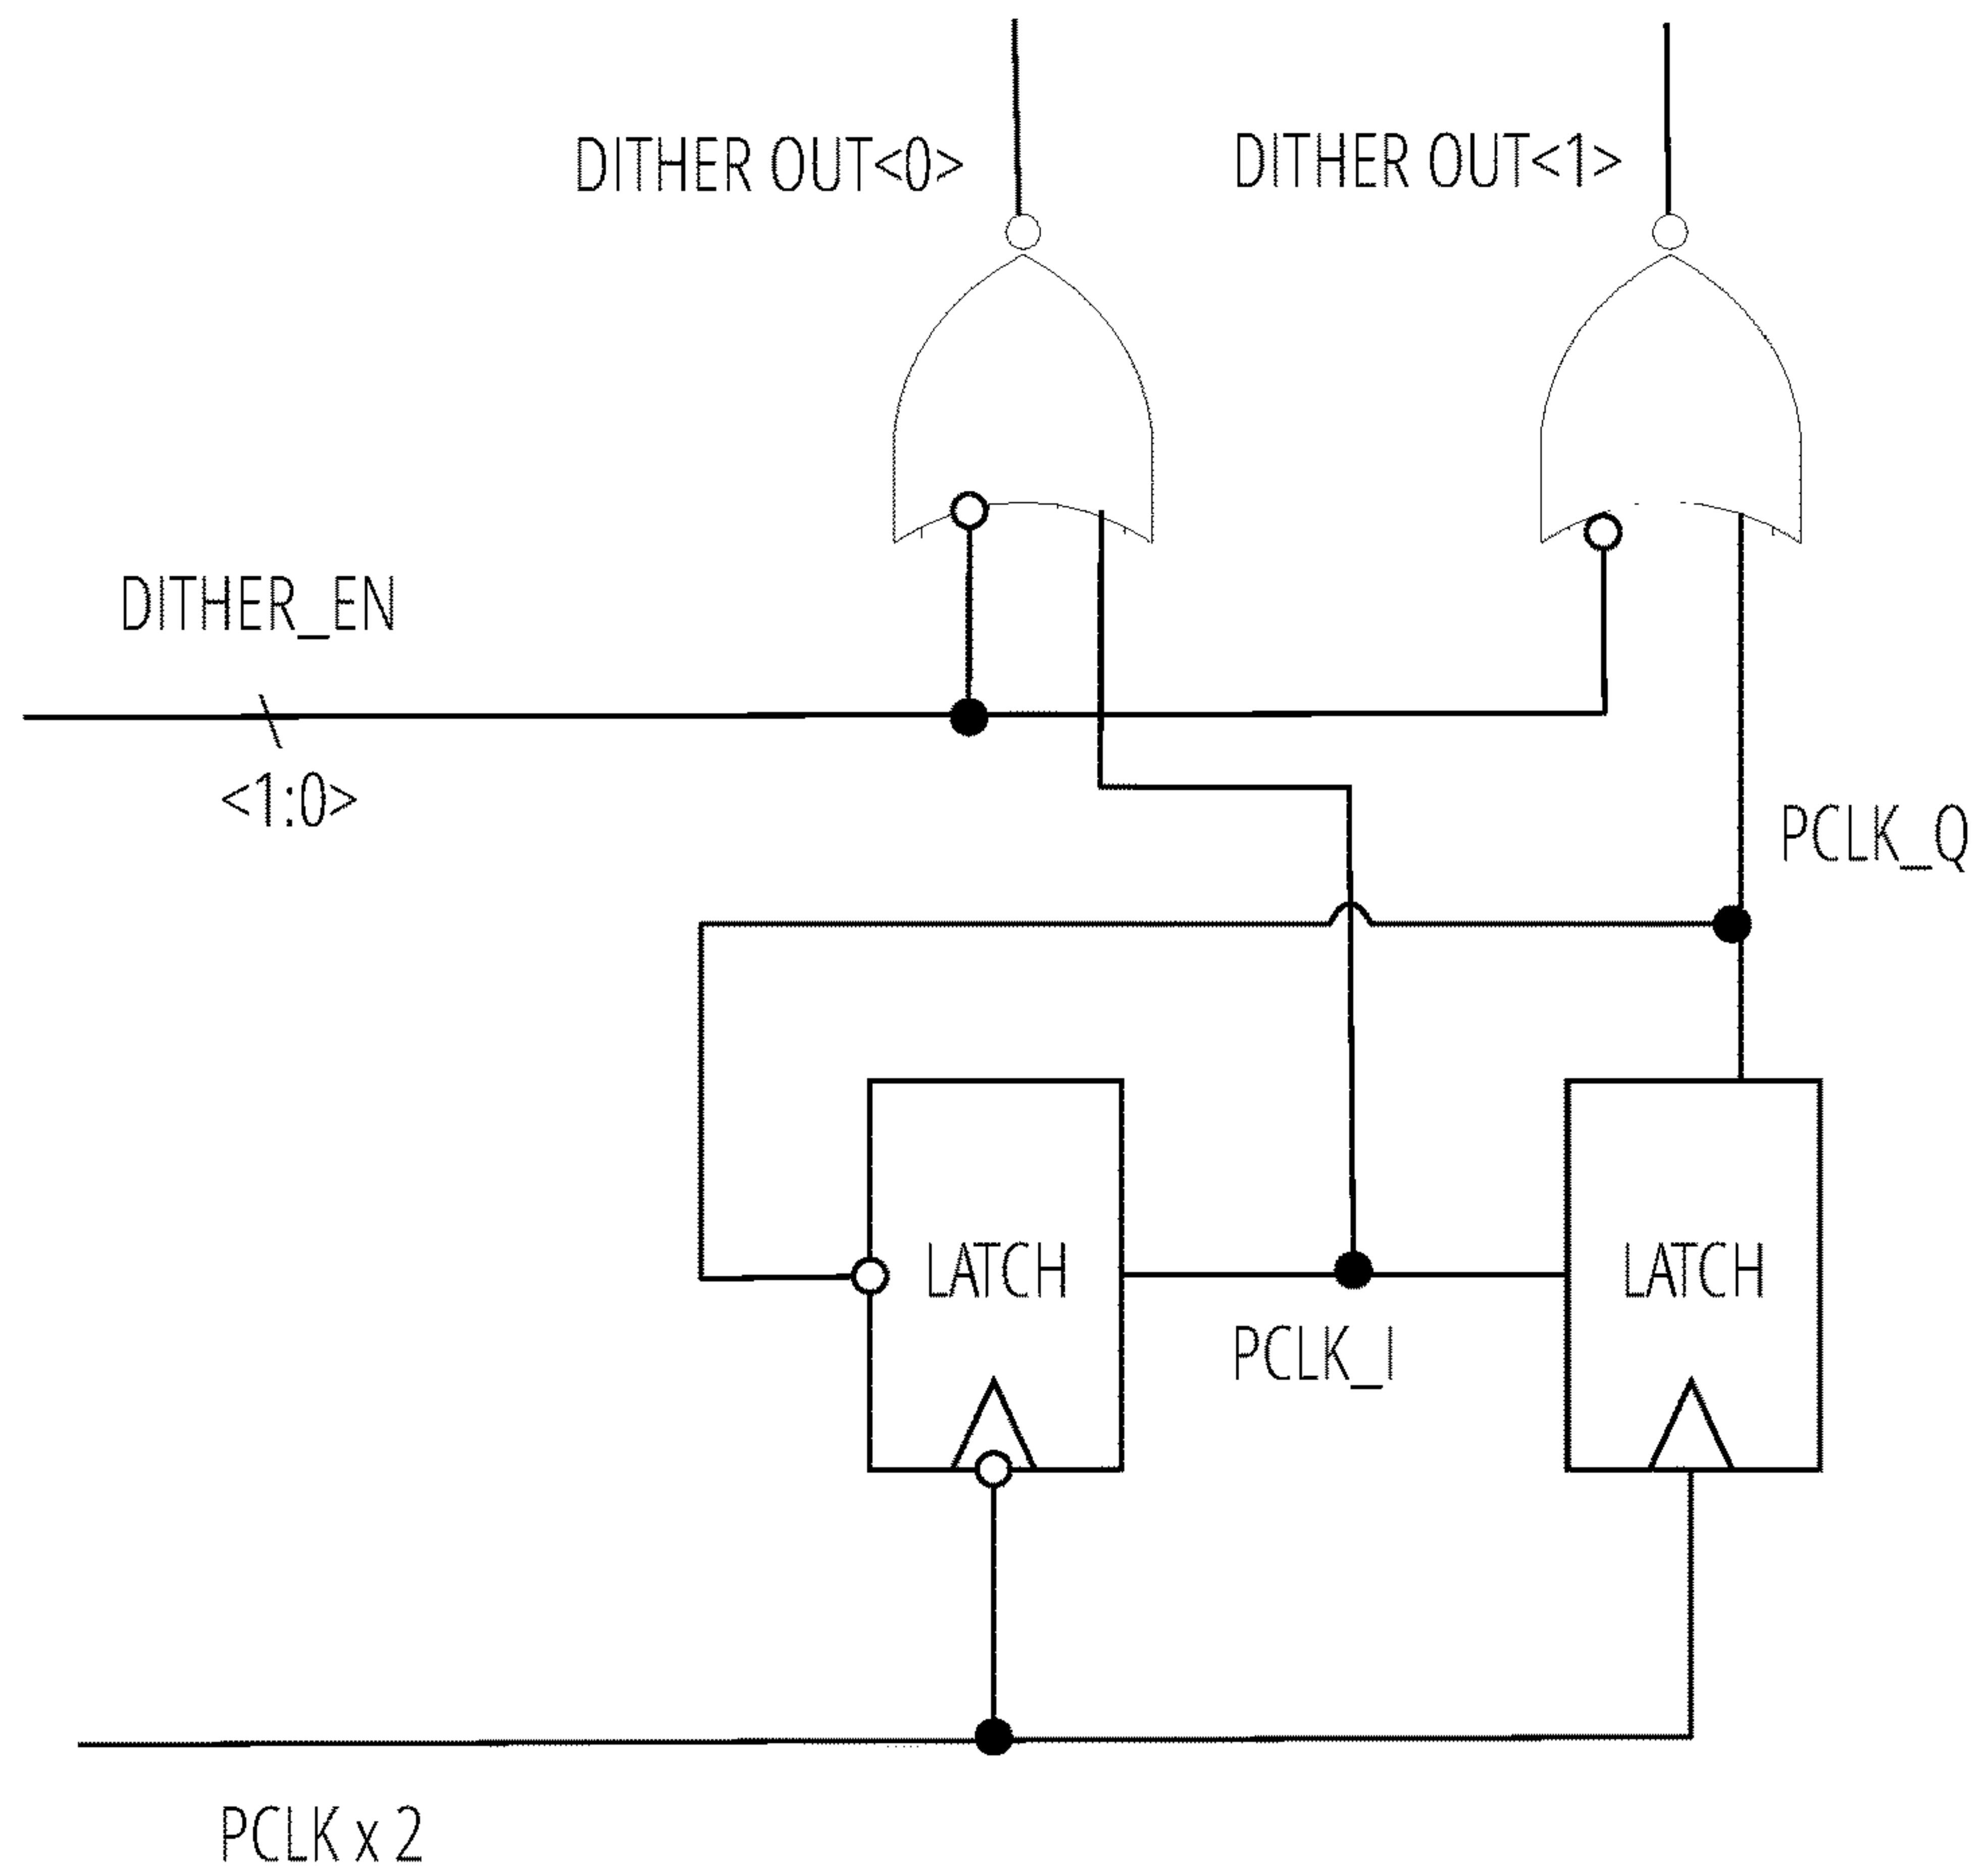 DITHER OUT<0>
DITHER OUT<1>
DITHER_EN
<1:0>
PCLK_Q
LATCH
LATCH
PCLK_I
PCLK x 2